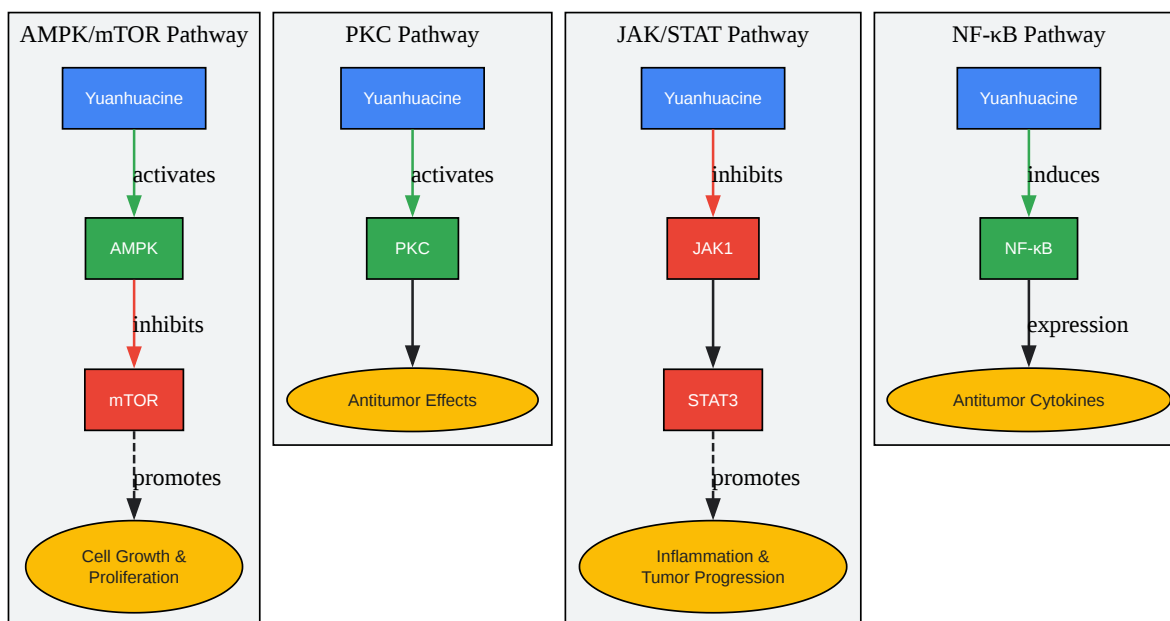 AMPK/mTOR Pathway
Yuanhuacine
activates
AMPK
inhibits
mTOR
promotes
Cell Growth &
Proliferation
PKC Pathway
Yuanhuacine
activates
PKC
Antitumor Effects
JAK/STAT Pathway
Yuanhuacine
inhibits
JAK1
STAT3
promotes
Inflammation &
Tumor Progression
NF-κB Pathway
Yuanhuacine
induces
NF-κB
expression
Antitumor Cytokines